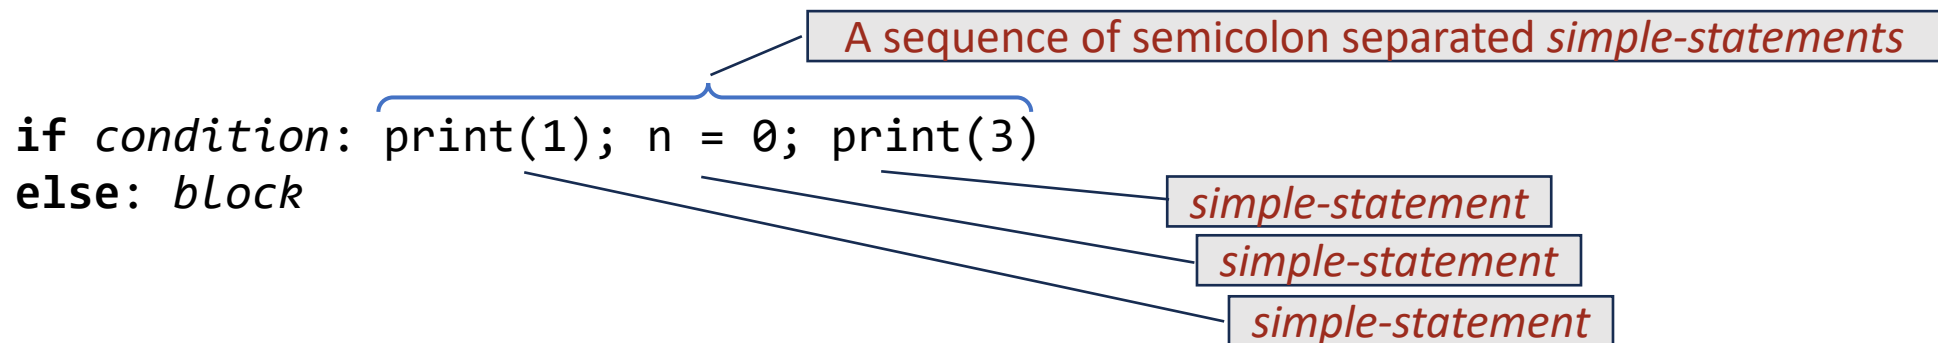 A sequence of semicolon separated simple-statements
if condition: print(1); n = 0; print(3)
else: block
simple-statement
simple-statement
simple-statement